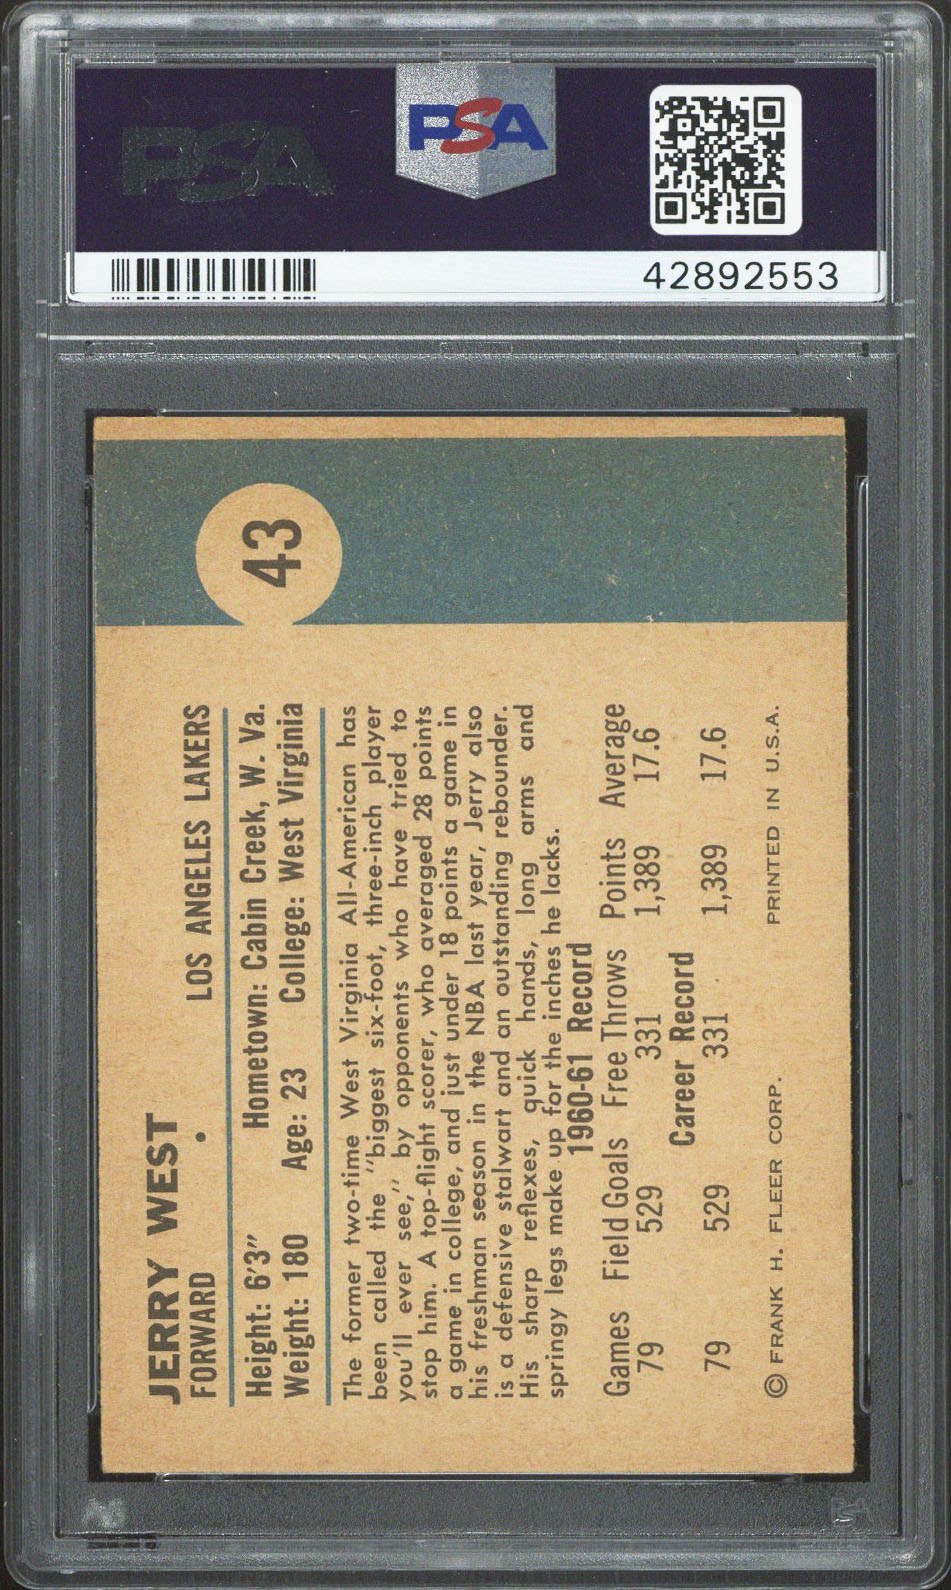 PSA
PSA
42892553
43
JERRY WEST
FORWARD • LOS ANGELES LAKERS
Height: 6'3" Hometown: Cabin Creek, W. Va.
Weight: 180 Age: 23 College: West Virginia
The former two-time West Virginia All-American has
been called the "biggest six-foot, three-inch player
you'll ever see," by opponents who have tried to
stop him. A top-flight scorer, who averaged 28 points
a game in college, and just under 18 points a game in
his freshman season in the NBA last year, Jerry also
is a defensive stalwart and an outstanding rebounder.
His sharp reflexes, quick hands, long arms and
springy legs make up for the inches he lacks.
1960-61 Record
Games Field Goals Free Throws Points Average
79 529 331 1,389 17.6
Career Record
79 529 331 1,389 17.6
© FRANK H. FLEER CORP. PRINTED IN U.S.A.
PSA